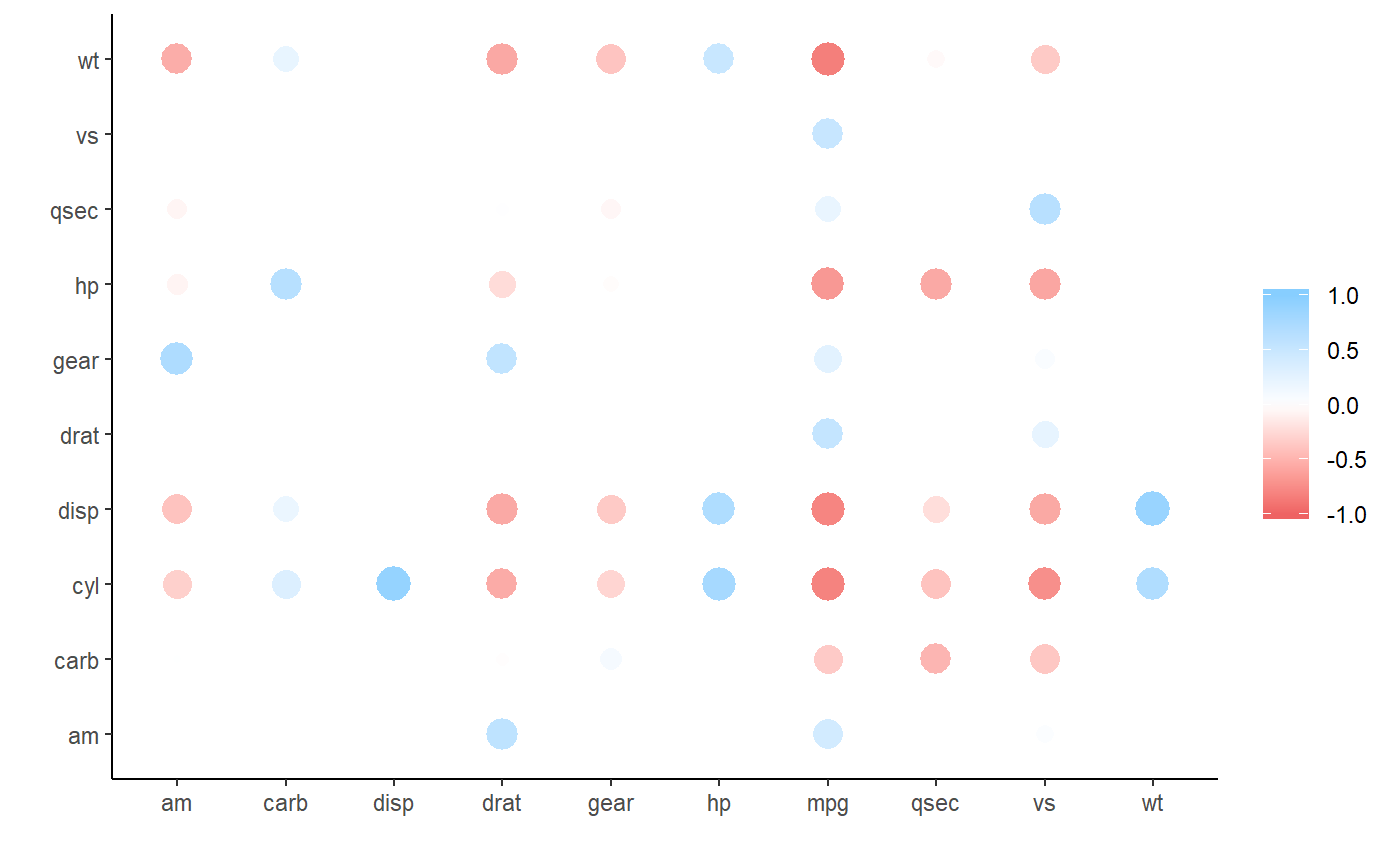 wt
vs
qsec
hp
gear
drat
disp
cyl
carb
am
am carb disp drat gear hp mpg qsec vs wt
1.0
0.5
0.0
-0.5
-1.0